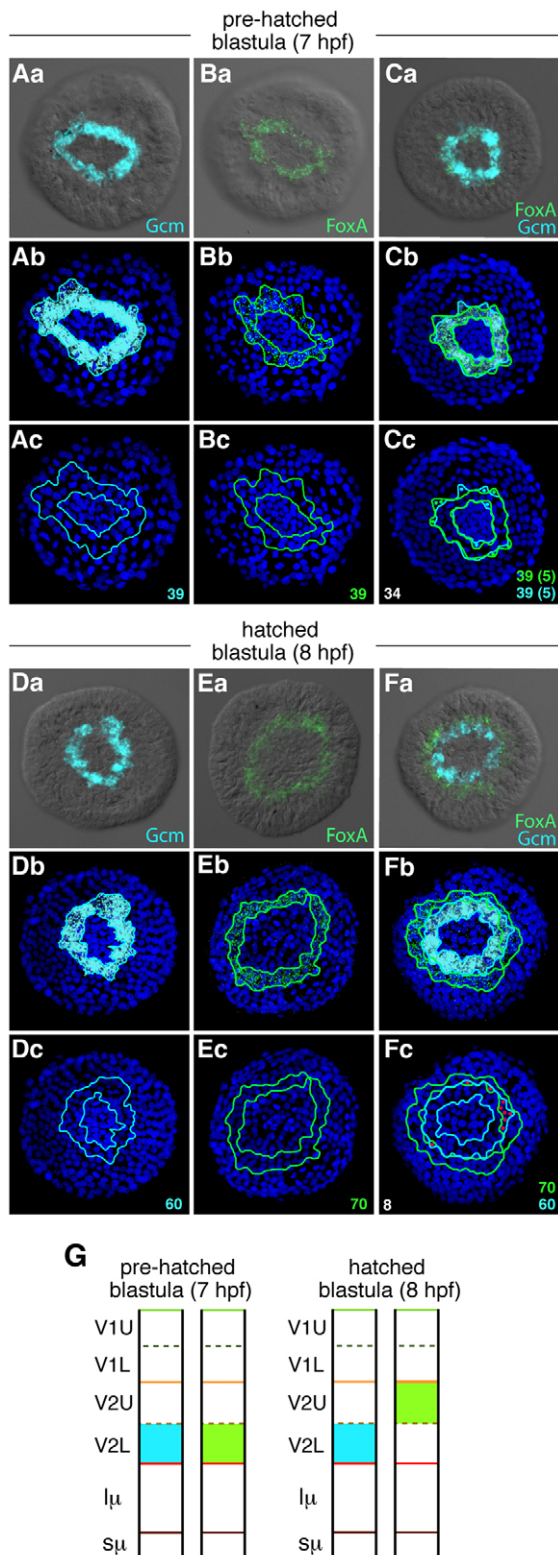 pre-hatched
blastula (7 hpf)
Aa
Gcm
Ba
FoxA
Ca
FoxA
Gcm
Ab
Bb
Cb
Ac
39
Bc
39
Cc
34
39 (5)
39 (5)
hatched
blastula (8 hpf)
Da
Gcm
Ea
FoxA
Fa
FoxA
Gcm
Db
Eb
Fb
Dc
60
Ec
70
Fc
8
70
60
G
pre-hatched
blastula (7 hpf)
hatched
blastula (8 hpf)
V1U
V1L
V2U
V2L
lμ
sμ
V1U
V1L
V2U
V2L
lμ
sμ